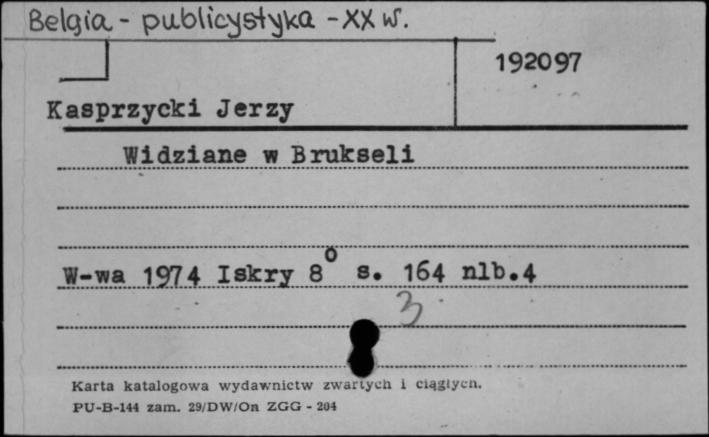 Belgia - publicystyka - XX w.
192097
Kasprzycki Jerzy
Widziane w Brukseli
W-wa 1974 Iskry 8° s. 164 nlb.4
3
Karta katalogowa wydawnictw zwartych i ciągłych.
PU-B-144 zam. 29/DW/On ZGG - 204